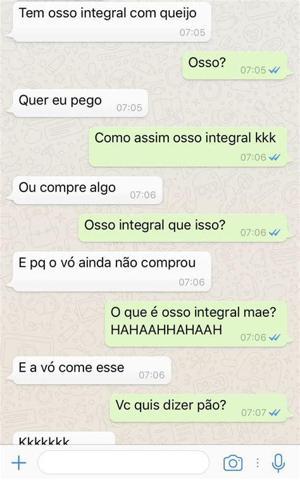 Tem osso integral com queijo
07:05
Osso?
07:05
Quer eu pego
07:05
Como assim osso integral kkk
07:06
Ou compre algo
07:06
Osso integral que isso?
07:06
E pq o vó ainda não comprou
07:06
O que é osso integral mae?
HAHAAHHAHAAH
07:06
E a vó come esse
07:06
Vc quis dizer pão?
07:07
Kkkkkkk